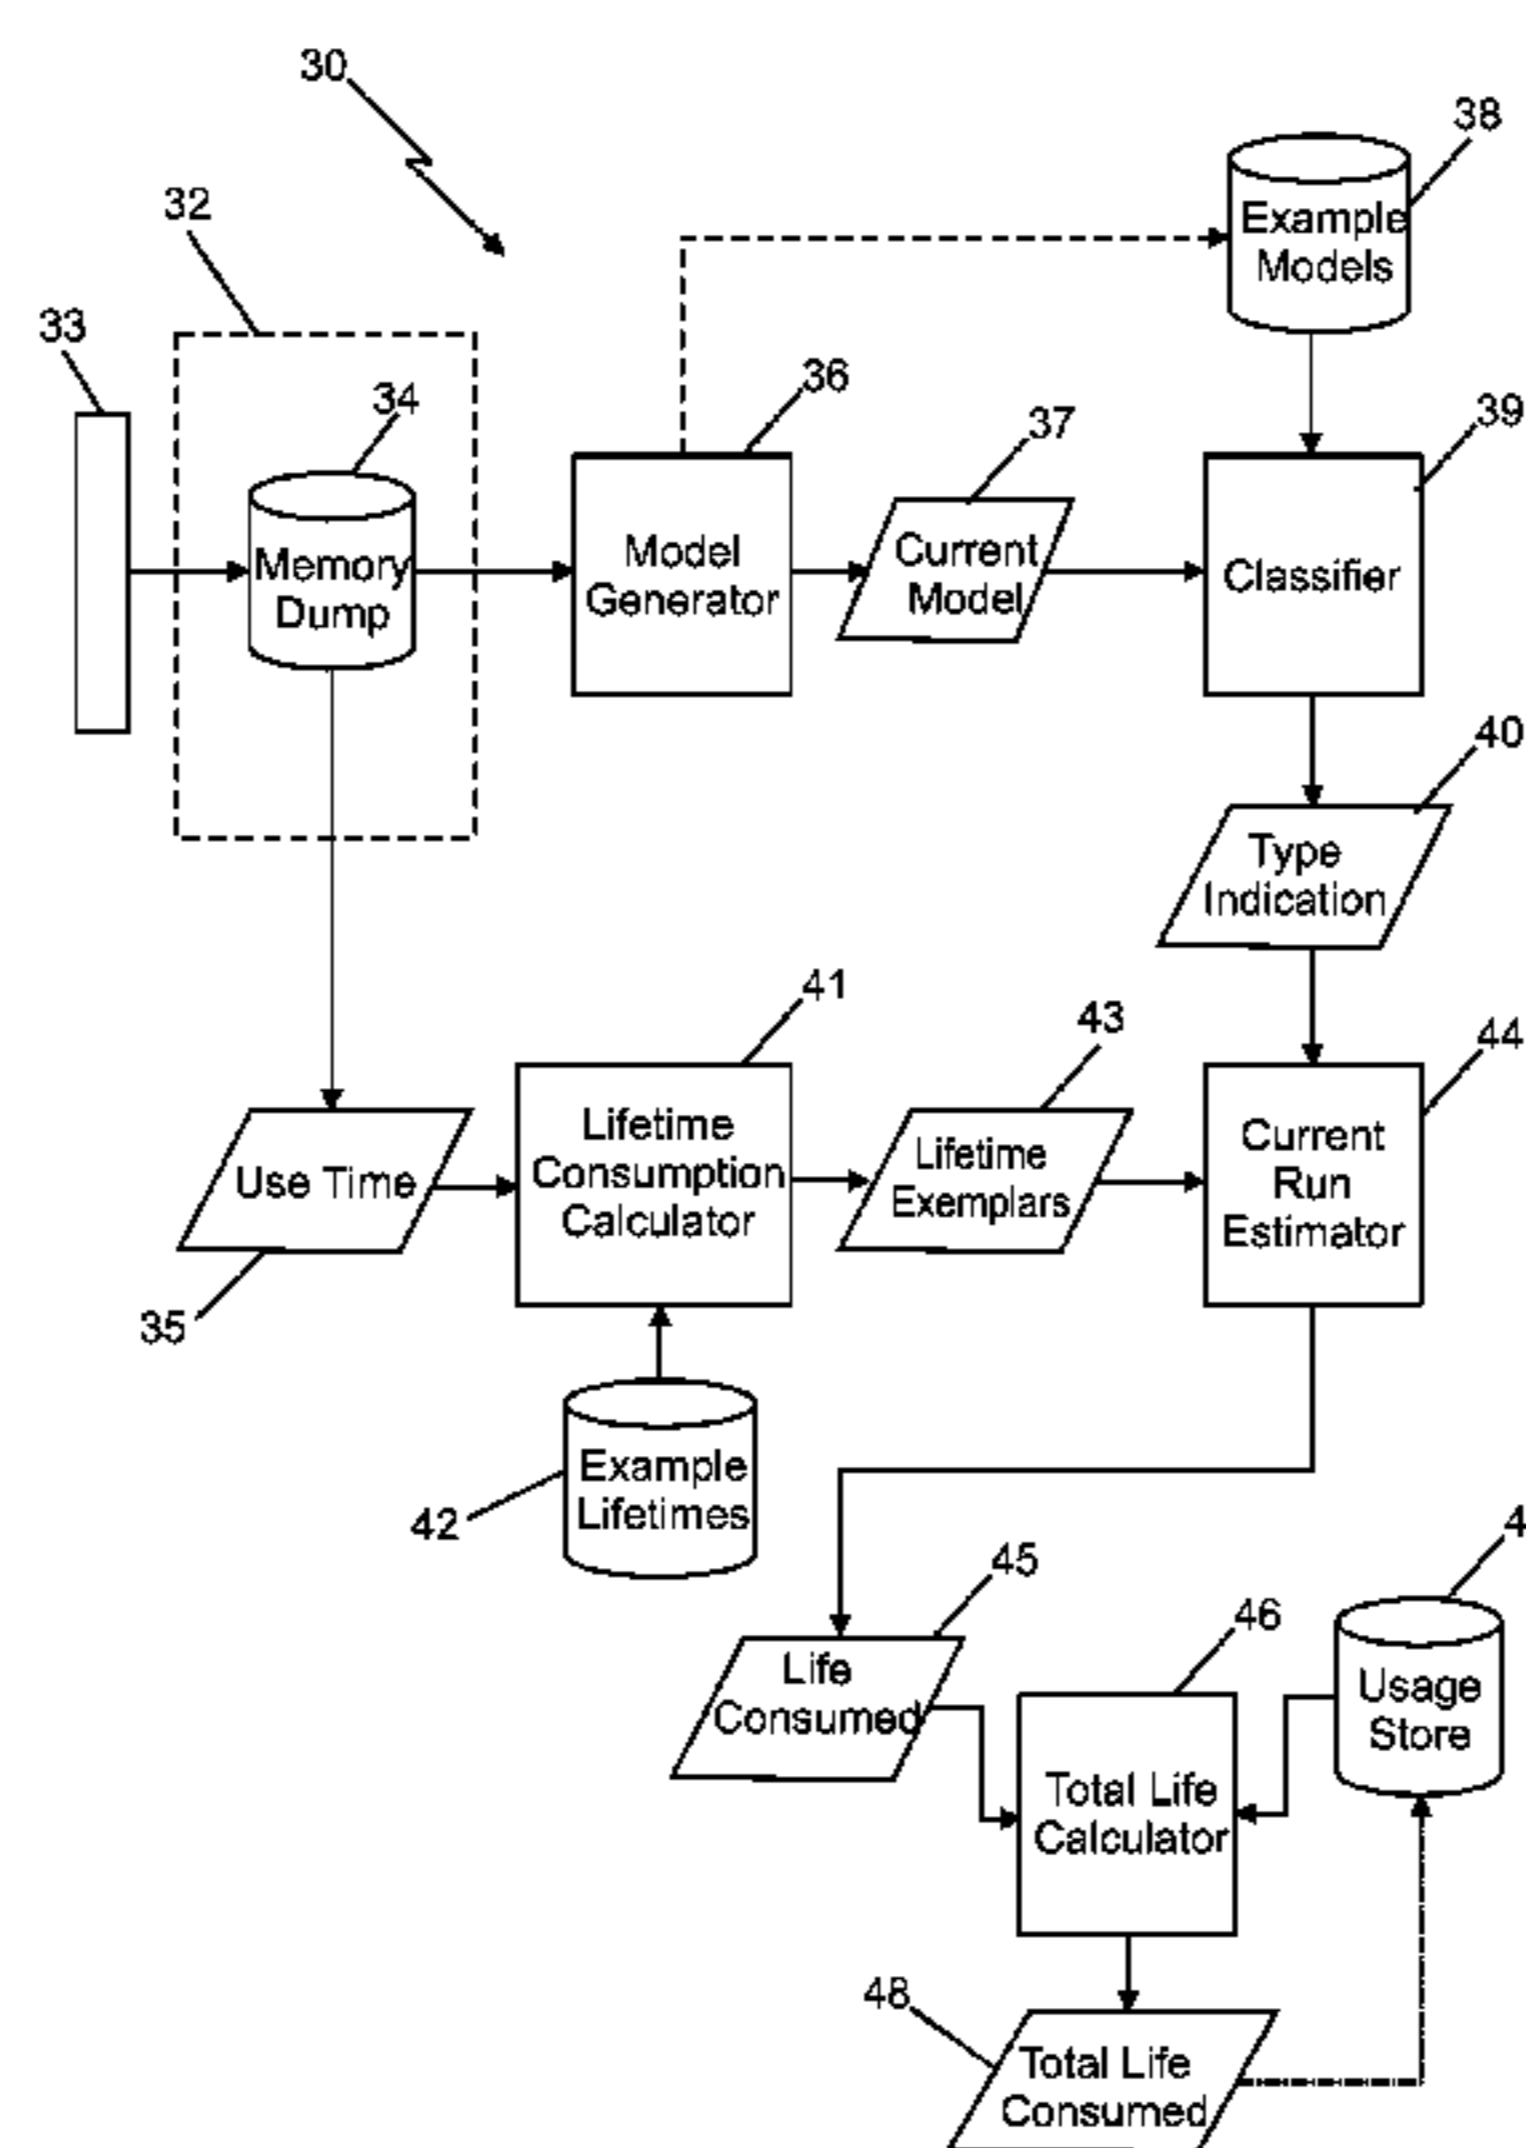 30
38
Example
Models
32
33
34
36
37
39
Memory
Dump
Model
Generator
Current
Model
Classifier
40
Type
Indication
41
43
44
Use Time
Lifetime
Consumption
Calculator
Lifetime
Exemplars
Current
Run
Estimator
35
Example
Lifetimes
42
45
46
4
Life
Consumed
Usage
Store
Total Life
Calculator
48
Total Life
Consumed